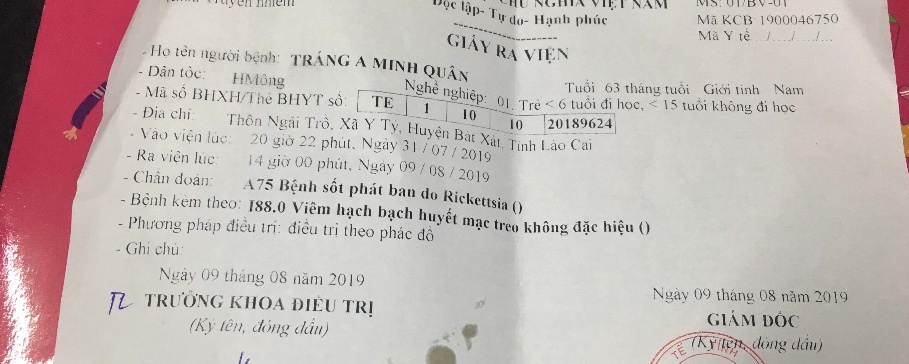 Truyền nhiễm
CHỦ NGHĨA VIỆT NAM
Độc lập- Tự do- Hạnh phúc
MS: 01/BV-01
Mã KCB 1900046750
Mã Y tế ..../..../..../....
GIẤY RA VIỆN
- Họ tên người bệnh: TRÁNG A MINH QUÂN
Tuổi 63 tháng tuổi Giới tính Nam
- Dân tộc: HMông
Nghề nghiệp: 01. Trẻ < 6 tuổi đi học, < 15 tuổi không đi học
- Mã số BHXH/Thẻ BHYT số: TE 1 10 10 20189624
- Địa chỉ: Thôn Ngải Trồ, Xã Y Tý, Huyện Bát Xát, Tỉnh Lào Cai
- Vào viện lúc: 20 giờ 22 phút, Ngày 31 / 07 / 2019
- Ra viện lúc: 14 giờ 00 phút, Ngày 09 / 08 / 2019
- Chẩn đoán: A75 Bệnh sốt phát ban do Rickettsia ()
- Bệnh kèm theo: I88.0 Viêm hạch bạch huyết mạc treo không đặc hiệu ()
- Phương pháp điều trị: điều trị theo phác đồ
- Ghi chú:
Ngày 09 tháng 08 năm 2019
TRƯỞNG KHOA ĐIỀU TRỊ
(Ký tên, đóng dấu)
Ngày 09 tháng 08 năm 2019
GIÁM ĐỐC
(Ký tên, đóng dấu)